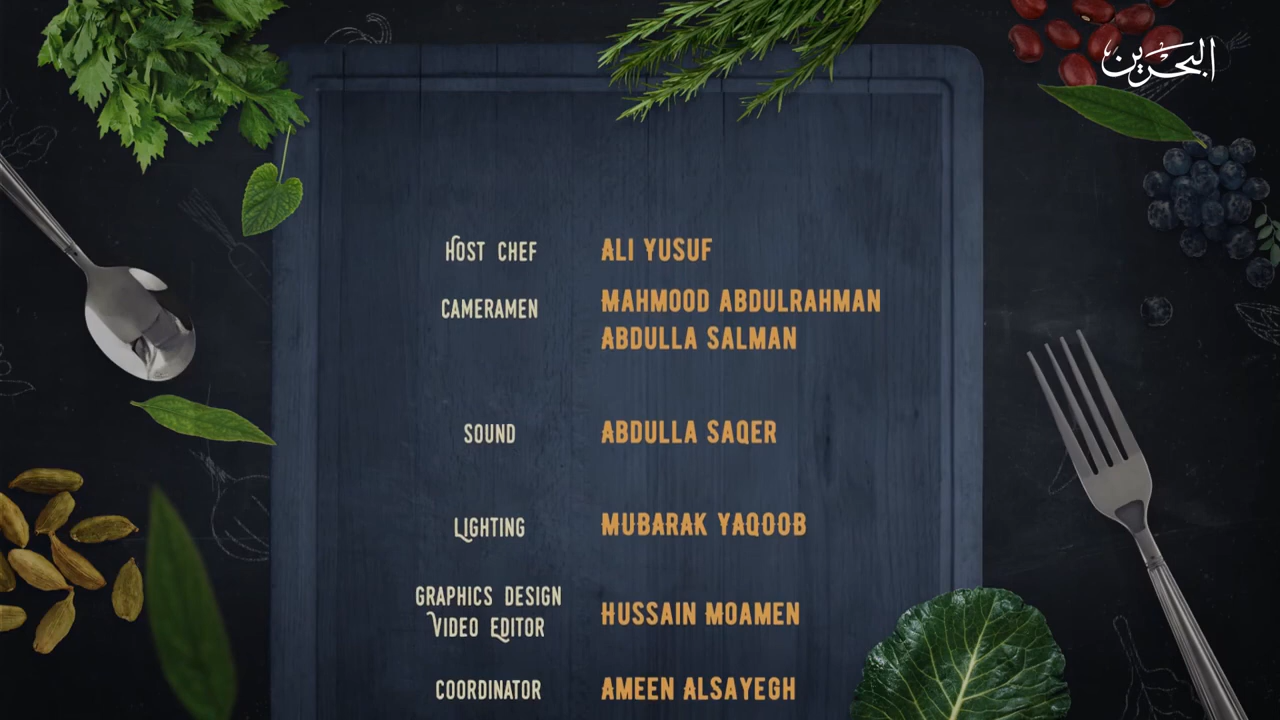 البحرين
HOST CHEF ALI YUSUF
CAMERAMEN MAHMOOD ABDULRAHMAN
ABDULLA SALMAN
SOUND ABDULLA SAQER
LIGHTING MUBARAK YAQOOB
GRAPHICS DESIGN
VIDEO EDITOR HUSSAIN MOAMEN
COORDINATOR AMEEN ALSAYEGH